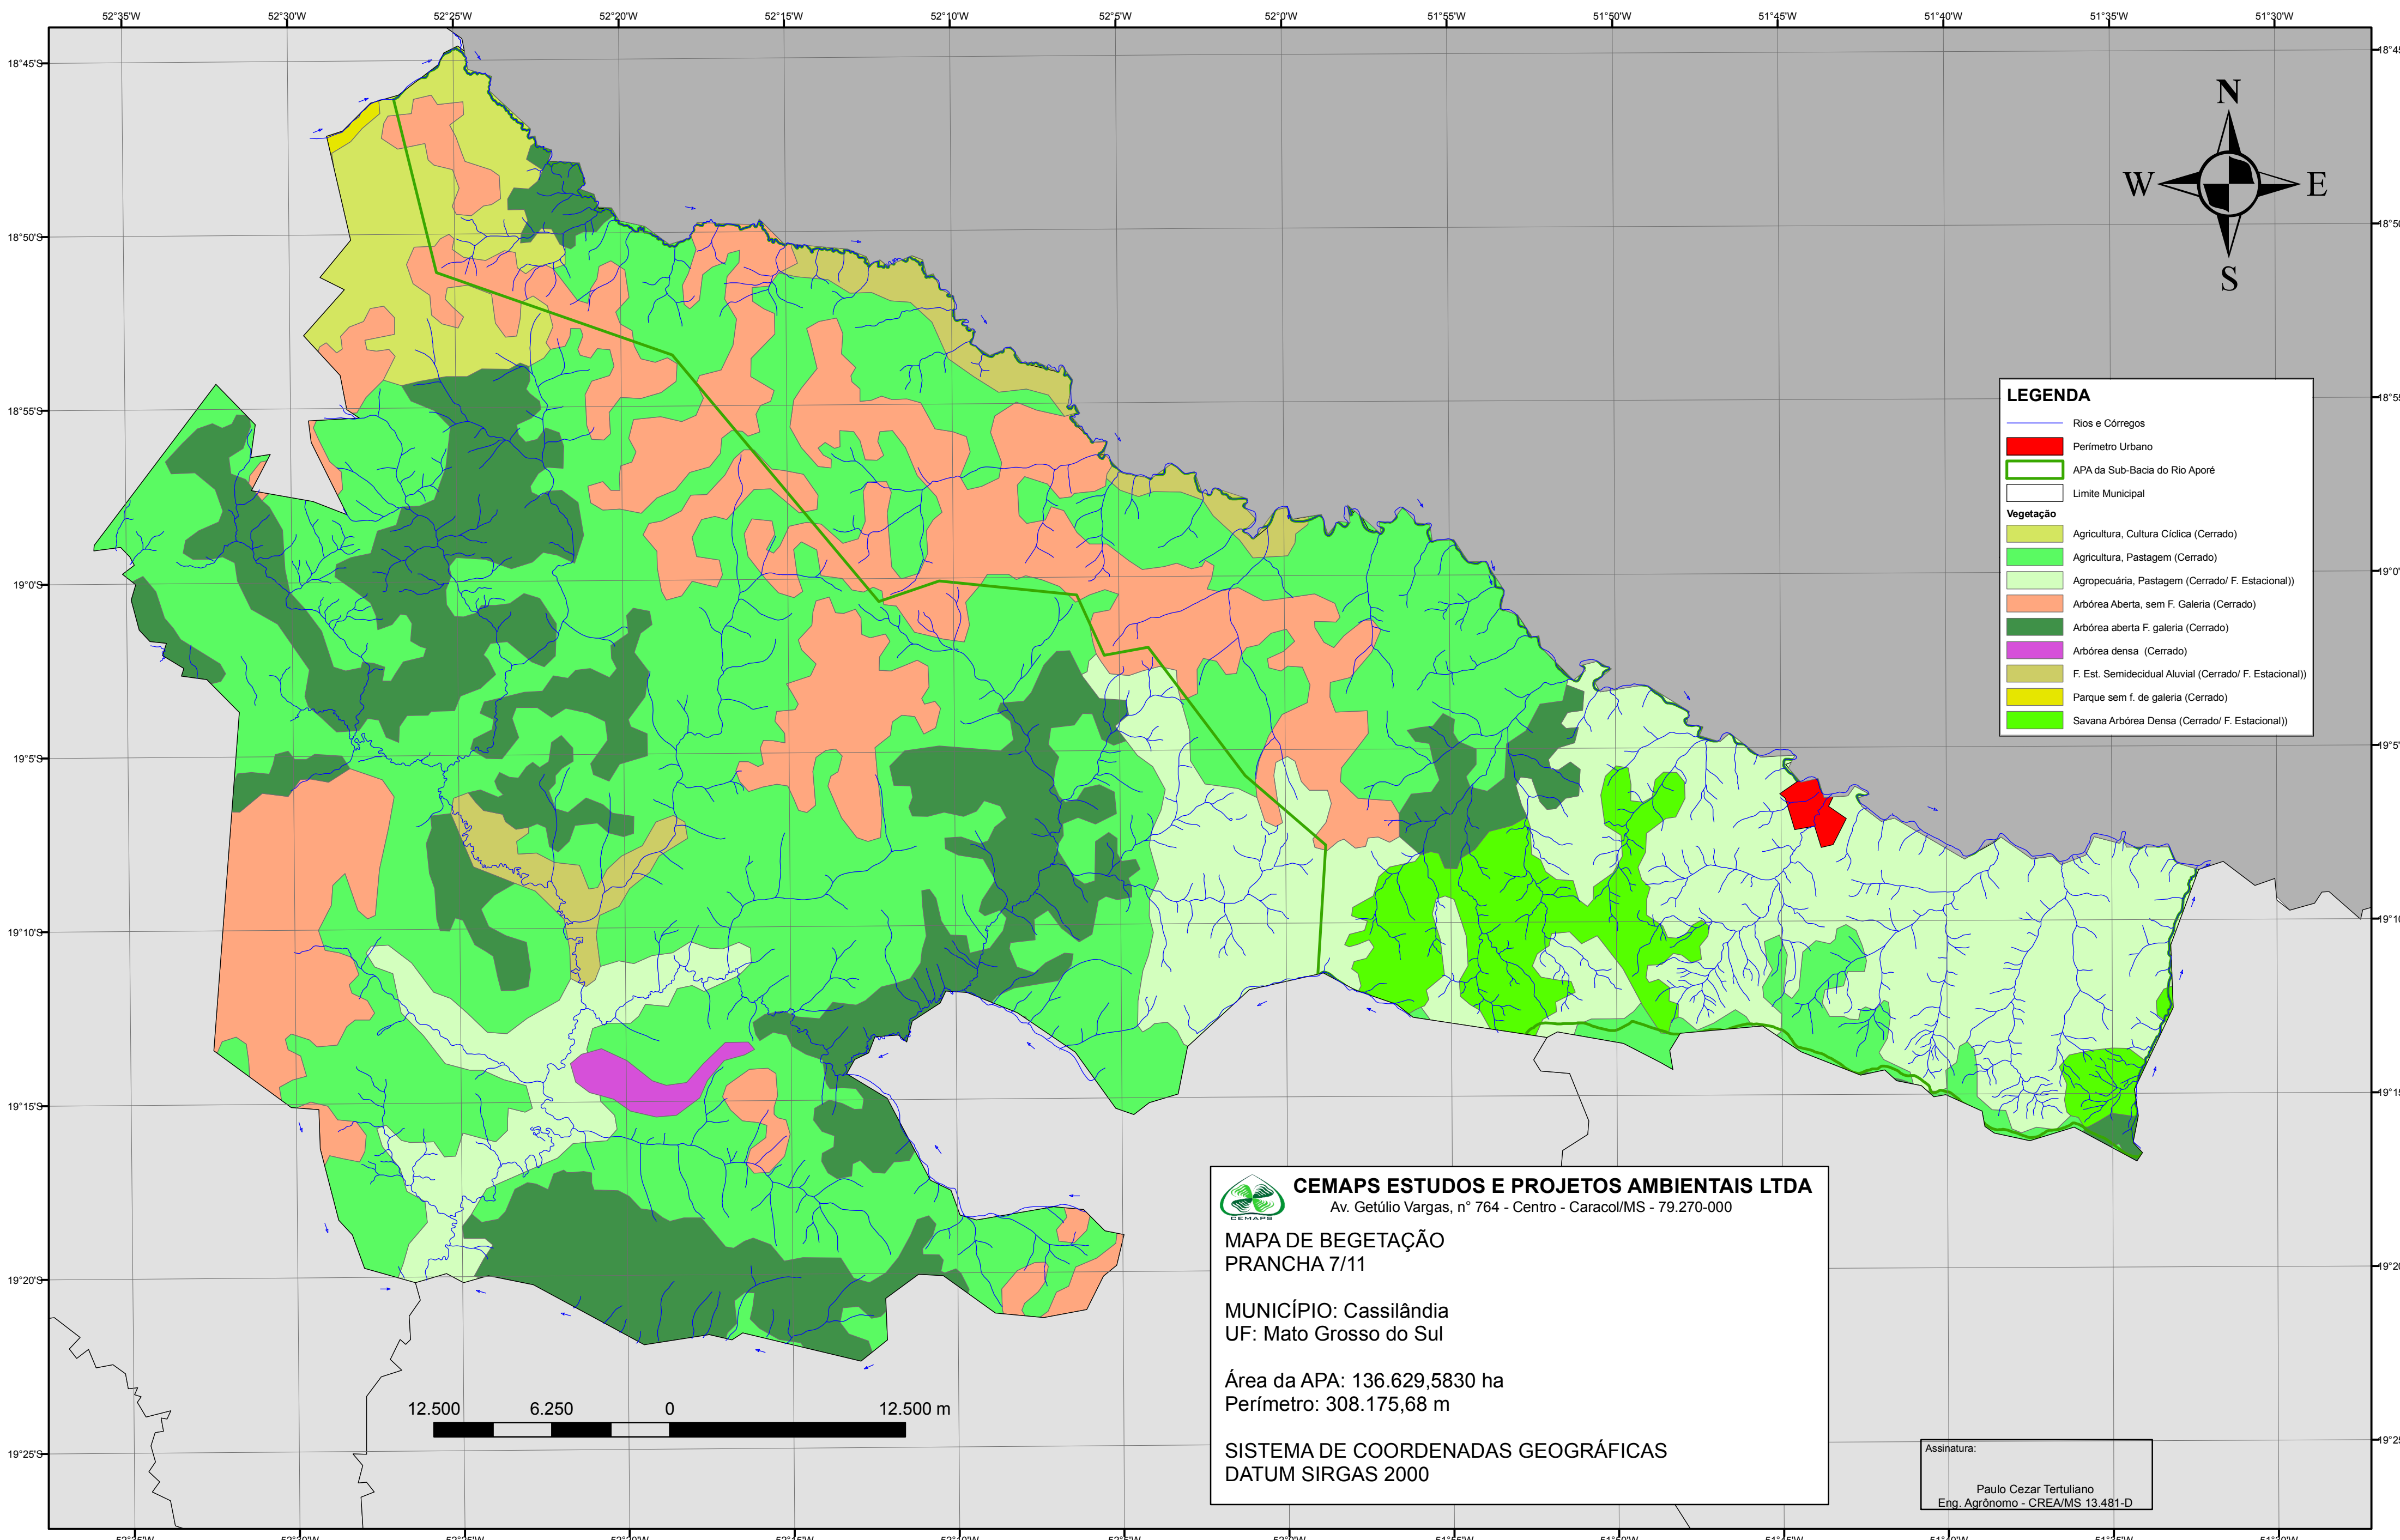 52°35'W 52°30'W 52°25'W 52°20'W 52°15'W 52°10'W 52°5'W 52°0'W 51°55'W 51°50'W 51°45'W 51°40'W 51°35'W 51°30'W
18°45'S
18°50'S
18°55'S
19°0'S
19°5'S
19°10'S
19°15'S
19°20'S
19°25'S
N
W E
S
LEGENDA
Rios e Córregos
Perímetro Urbano
APA da Sub-Bacia do Rio Aporé
Limite Municipal
Vegetação
Agricultura, Cultura Cíclica (Cerrado)
Agricultura, Pastagem (Cerrado)
Agropecuária, Pastagem (Cerrado/ F. Estacional))
Arbórea Aberta, sem F. Galeria (Cerrado)
Arbórea aberta F. galeria (Cerrado)
Arbórea densa (Cerrado)
F. Est. Semidecidual Aluvial (Cerrado/ F. Estacional))
Parque sem f. de galeria (Cerrado)
Savana Arbórea Densa (Cerrado/ F. Estacional))
CEMAPS
CEMAPS ESTUDOS E PROJETOS AMBIENTAIS LTDA
Av. Getúlio Vargas, n° 764 - Centro - Caracol/MS - 79.270-000
MAPA DE BEGETAÇÃO
PRANCHA 7/11
MUNICÍPIO: Cassilândia
UF: Mato Grosso do Sul
Área da APA: 136.629,5830 ha
Perímetro: 308.175,68 m
SISTEMA DE COORDENADAS GEOGRÁFICAS
DATUM SIRGAS 2000
12.500 6.250 0 12.500 m
Assinatura:
Paulo Cezar Tertuliano
Eng. Agrônomo - CREA/MS 13.481-D